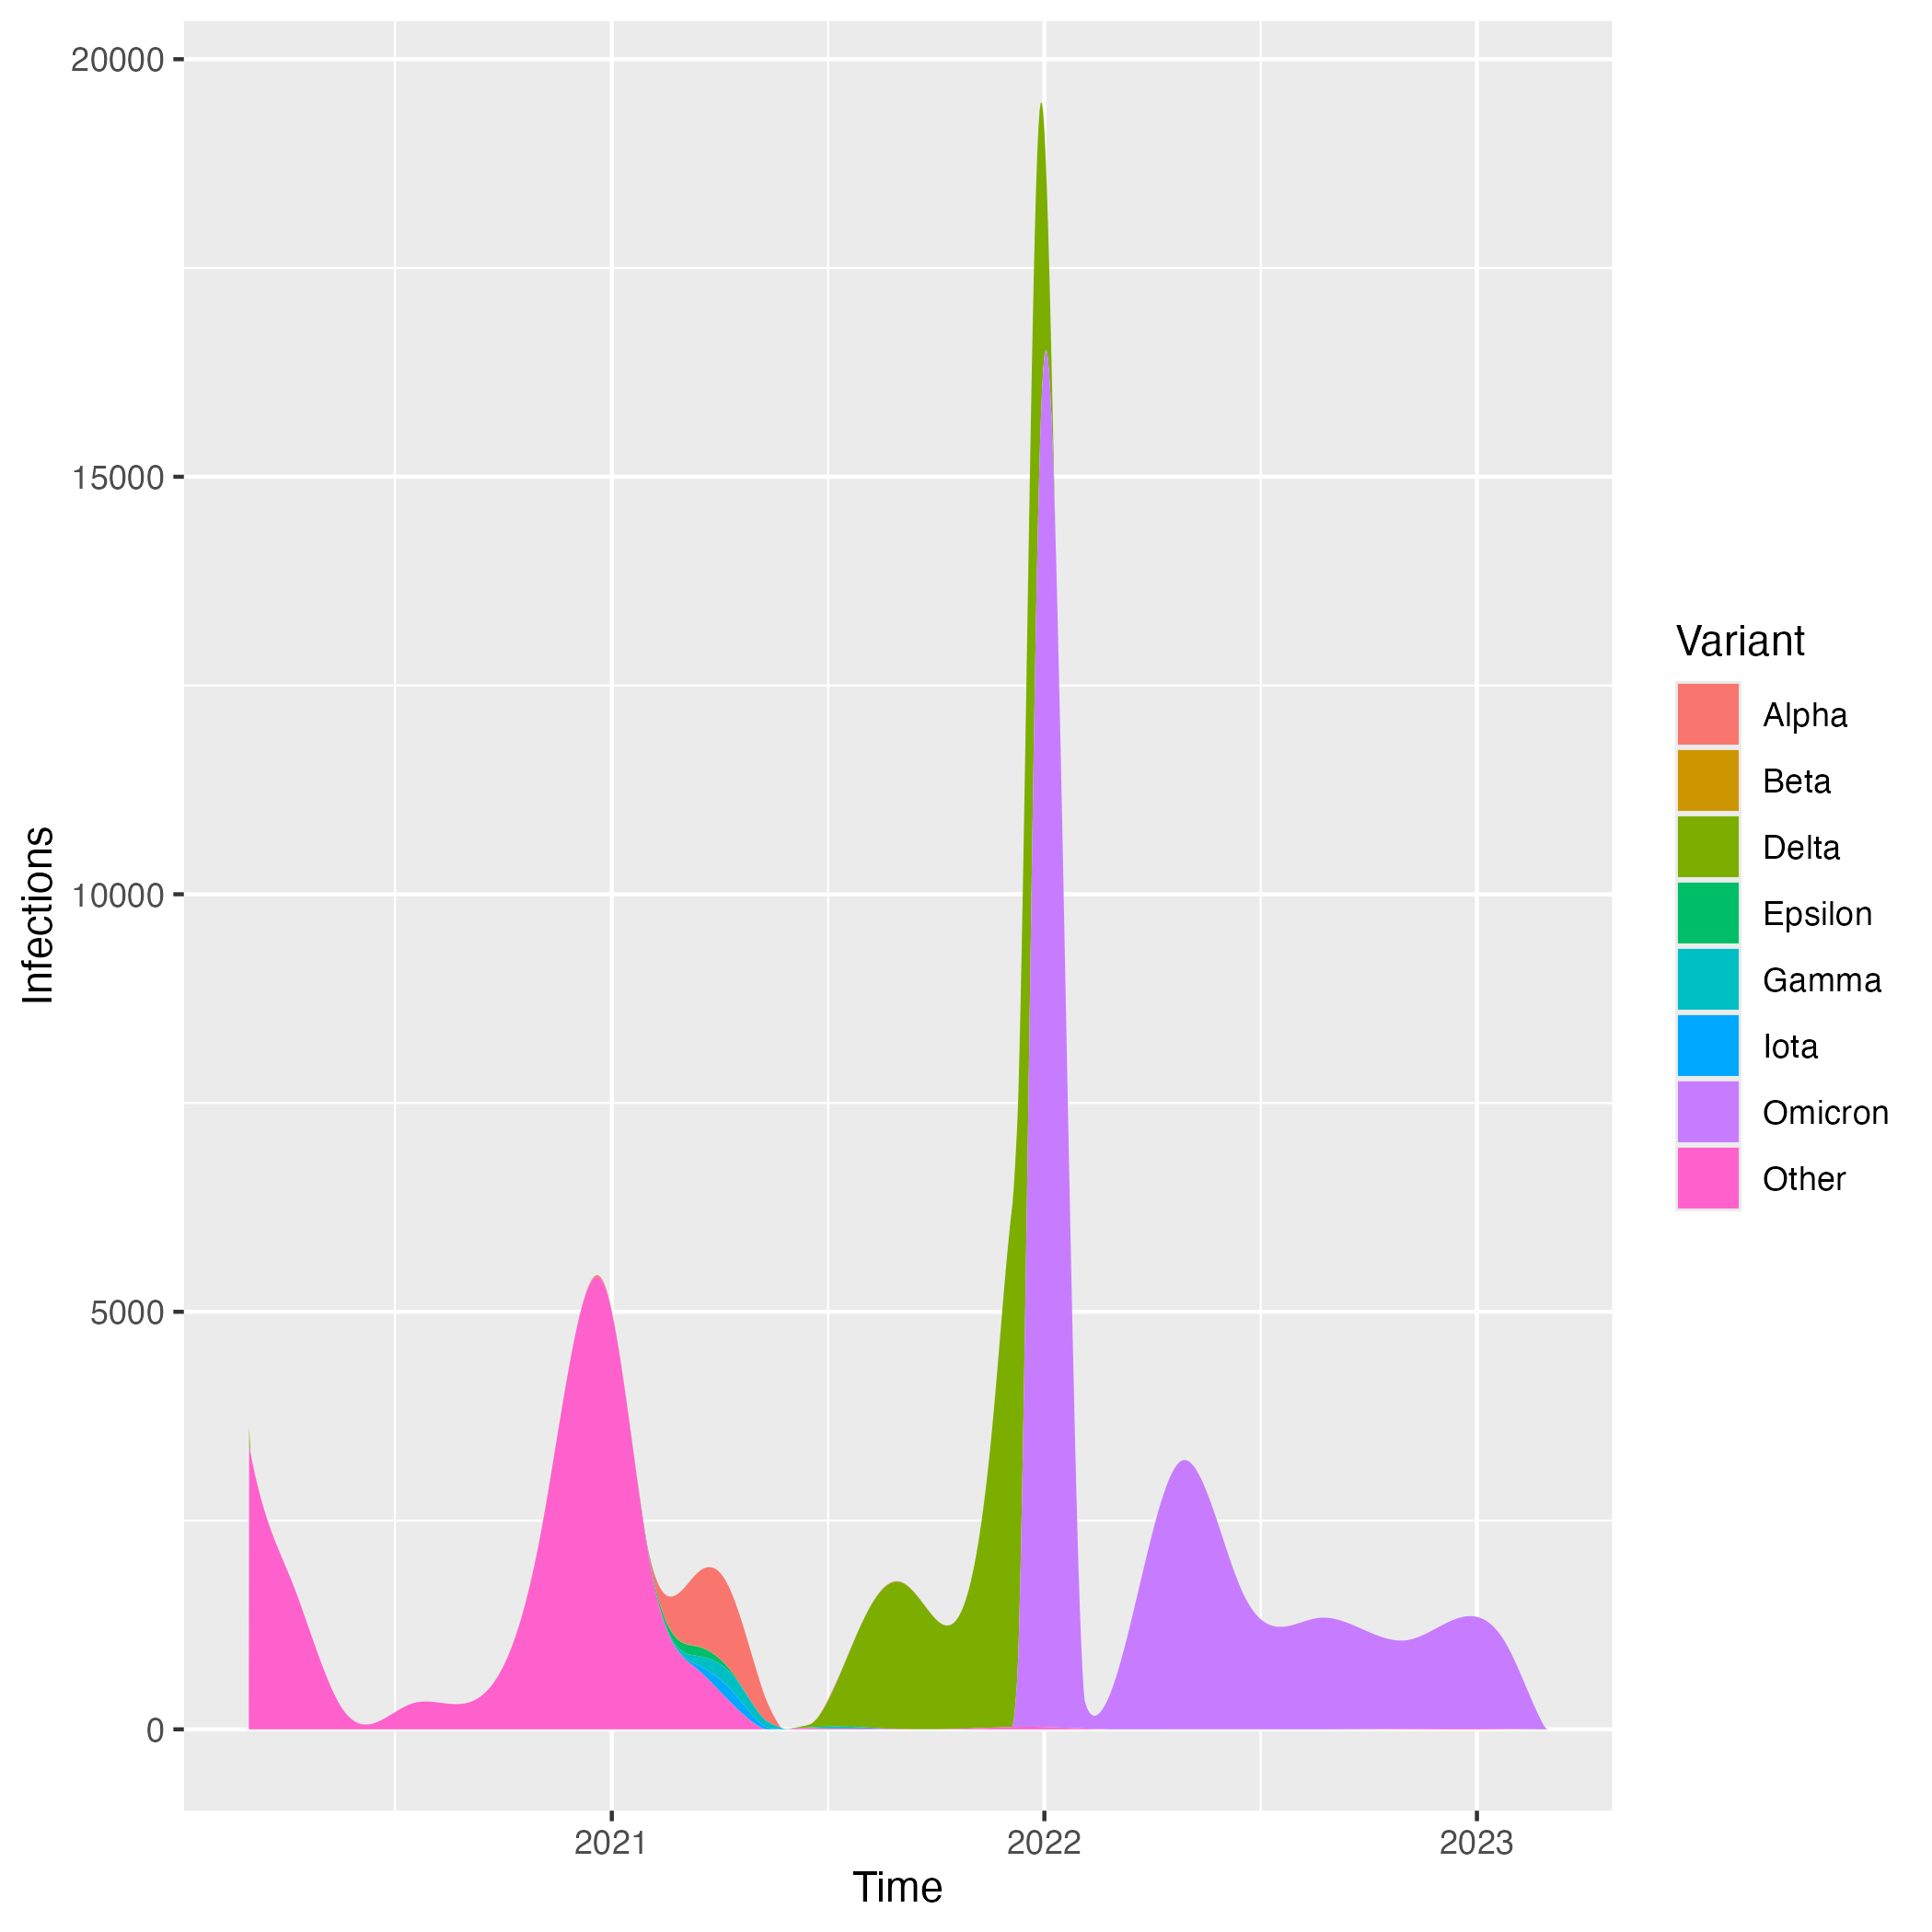 20000
15000
10000
5000
0
Infections
2021
2022
2023
Time
Variant
Alpha
Beta
Delta
Epsilon
Gamma
Iota
Omicron
Other